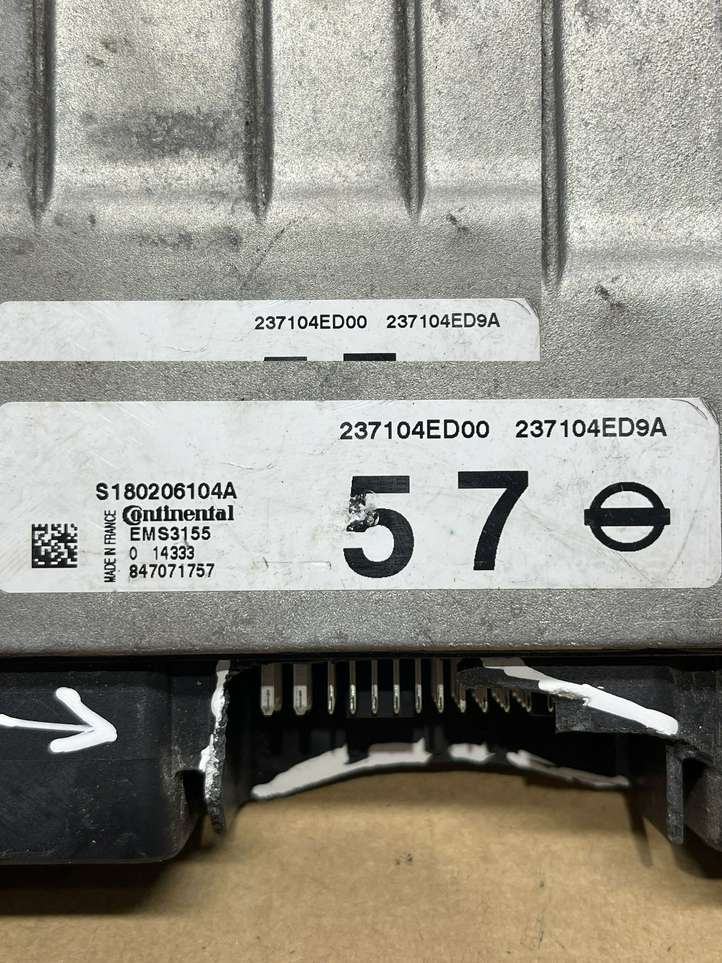 237104ED00 237104ED9A
237104ED00 237104ED9A
S180206104A
MADE IN FRANCE
Continental
EMS3155
0 14333
847071757
57